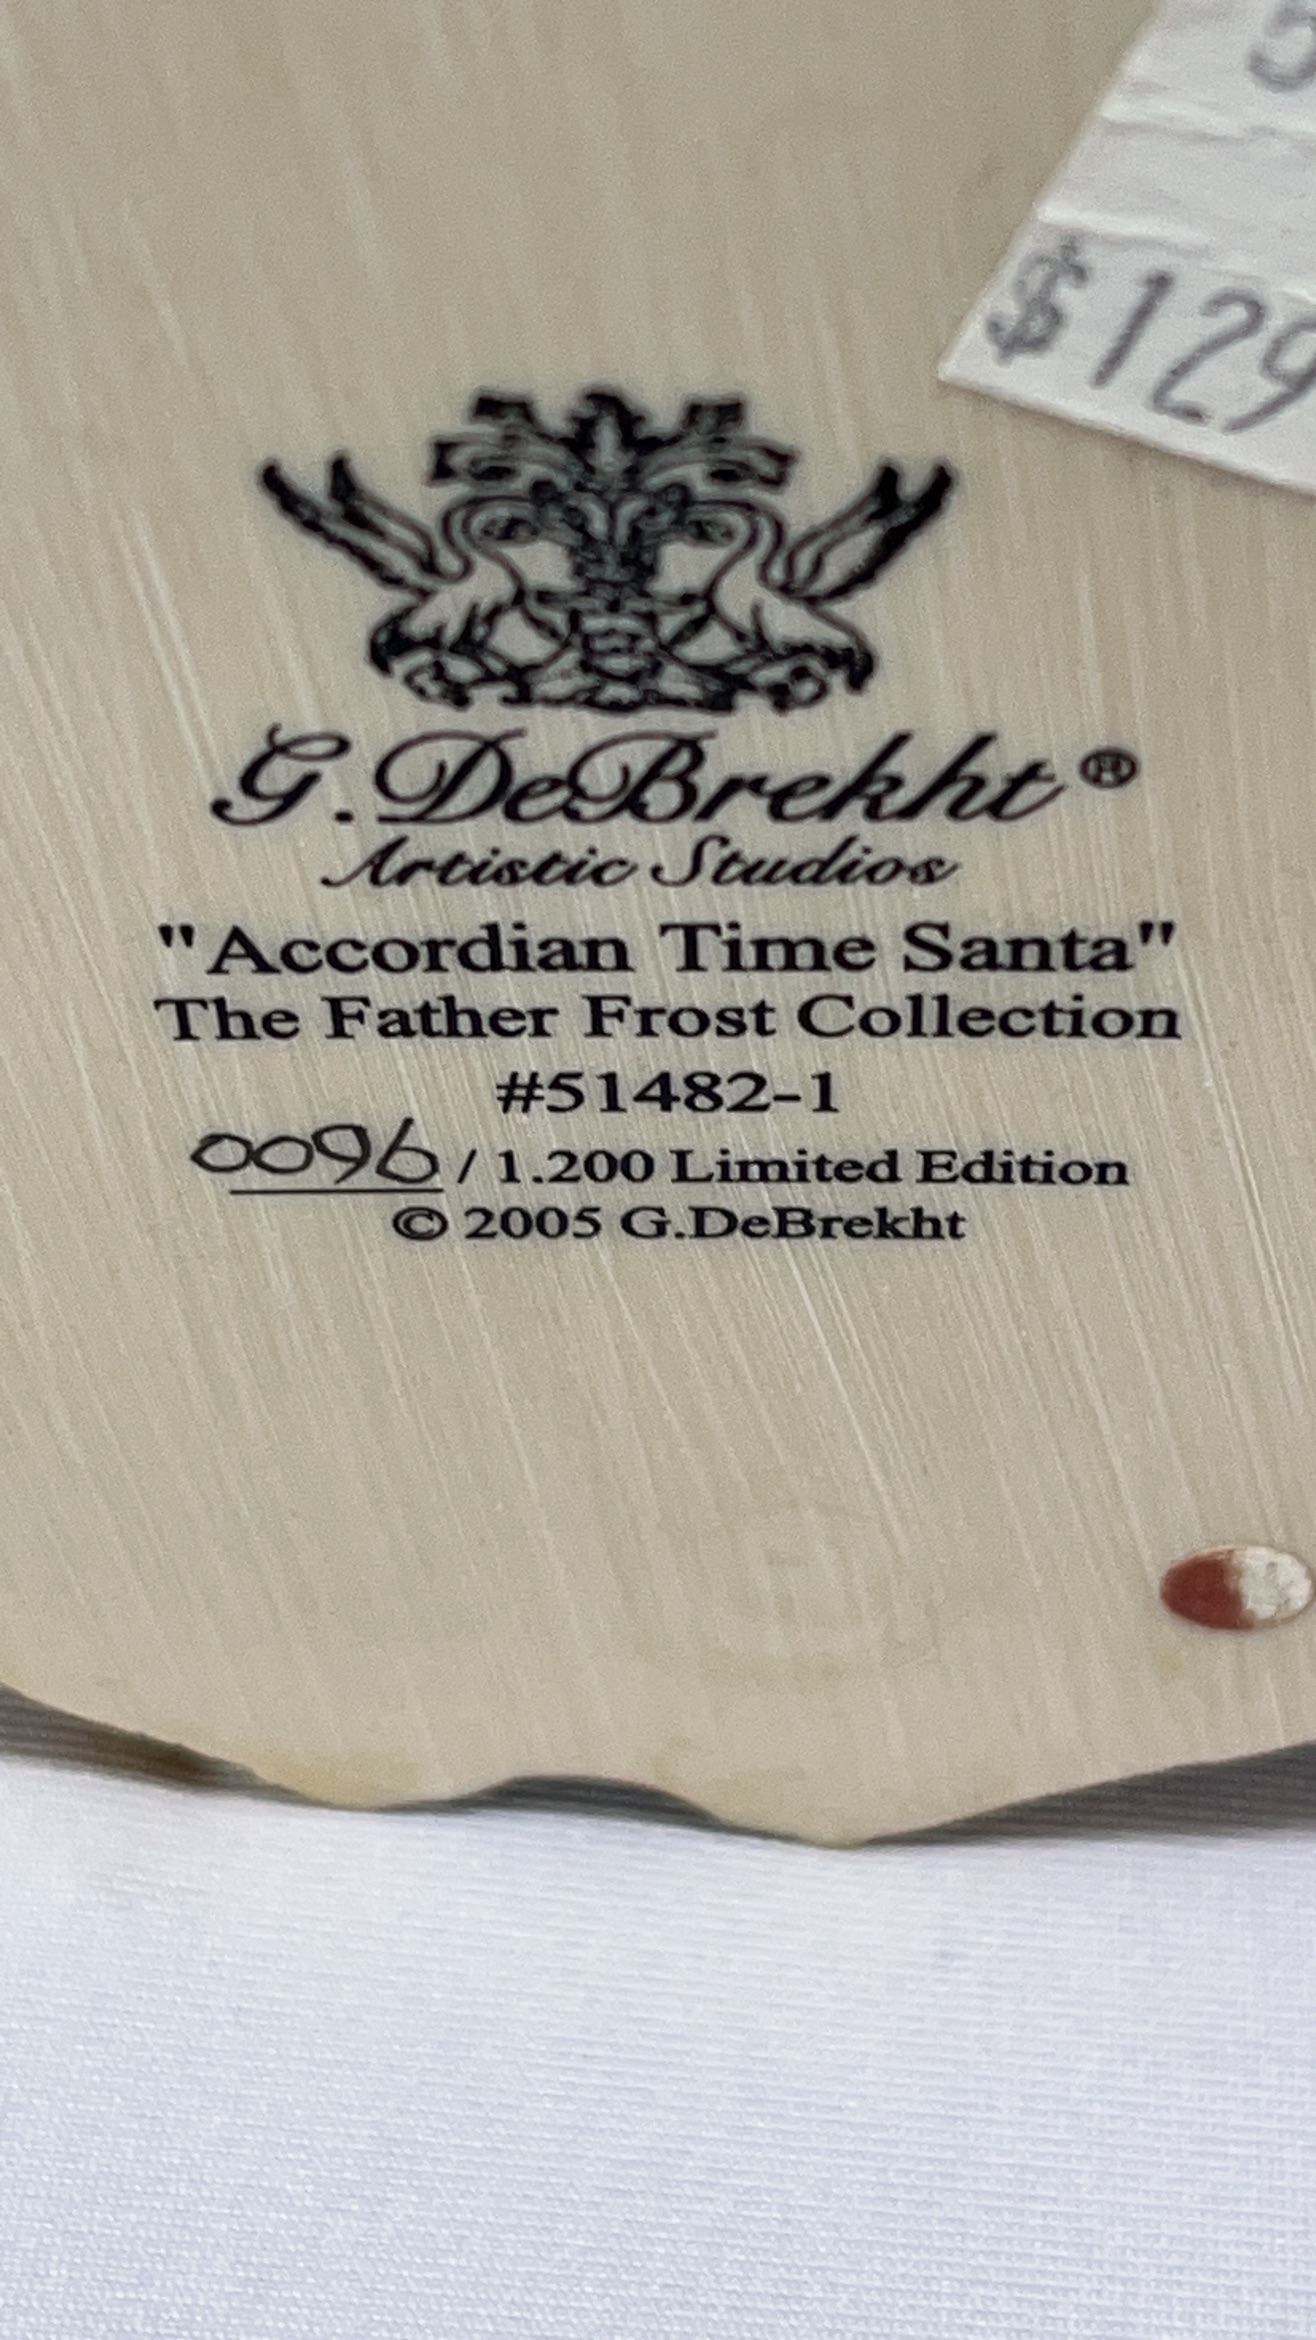 $129
G. DeBrekht®
Artistic Studios
"Accordian Time Santa"
The Father Frost Collection
#51482-1
0096 / 1.200 Limited Edition
© 2005 G.DeBrekht